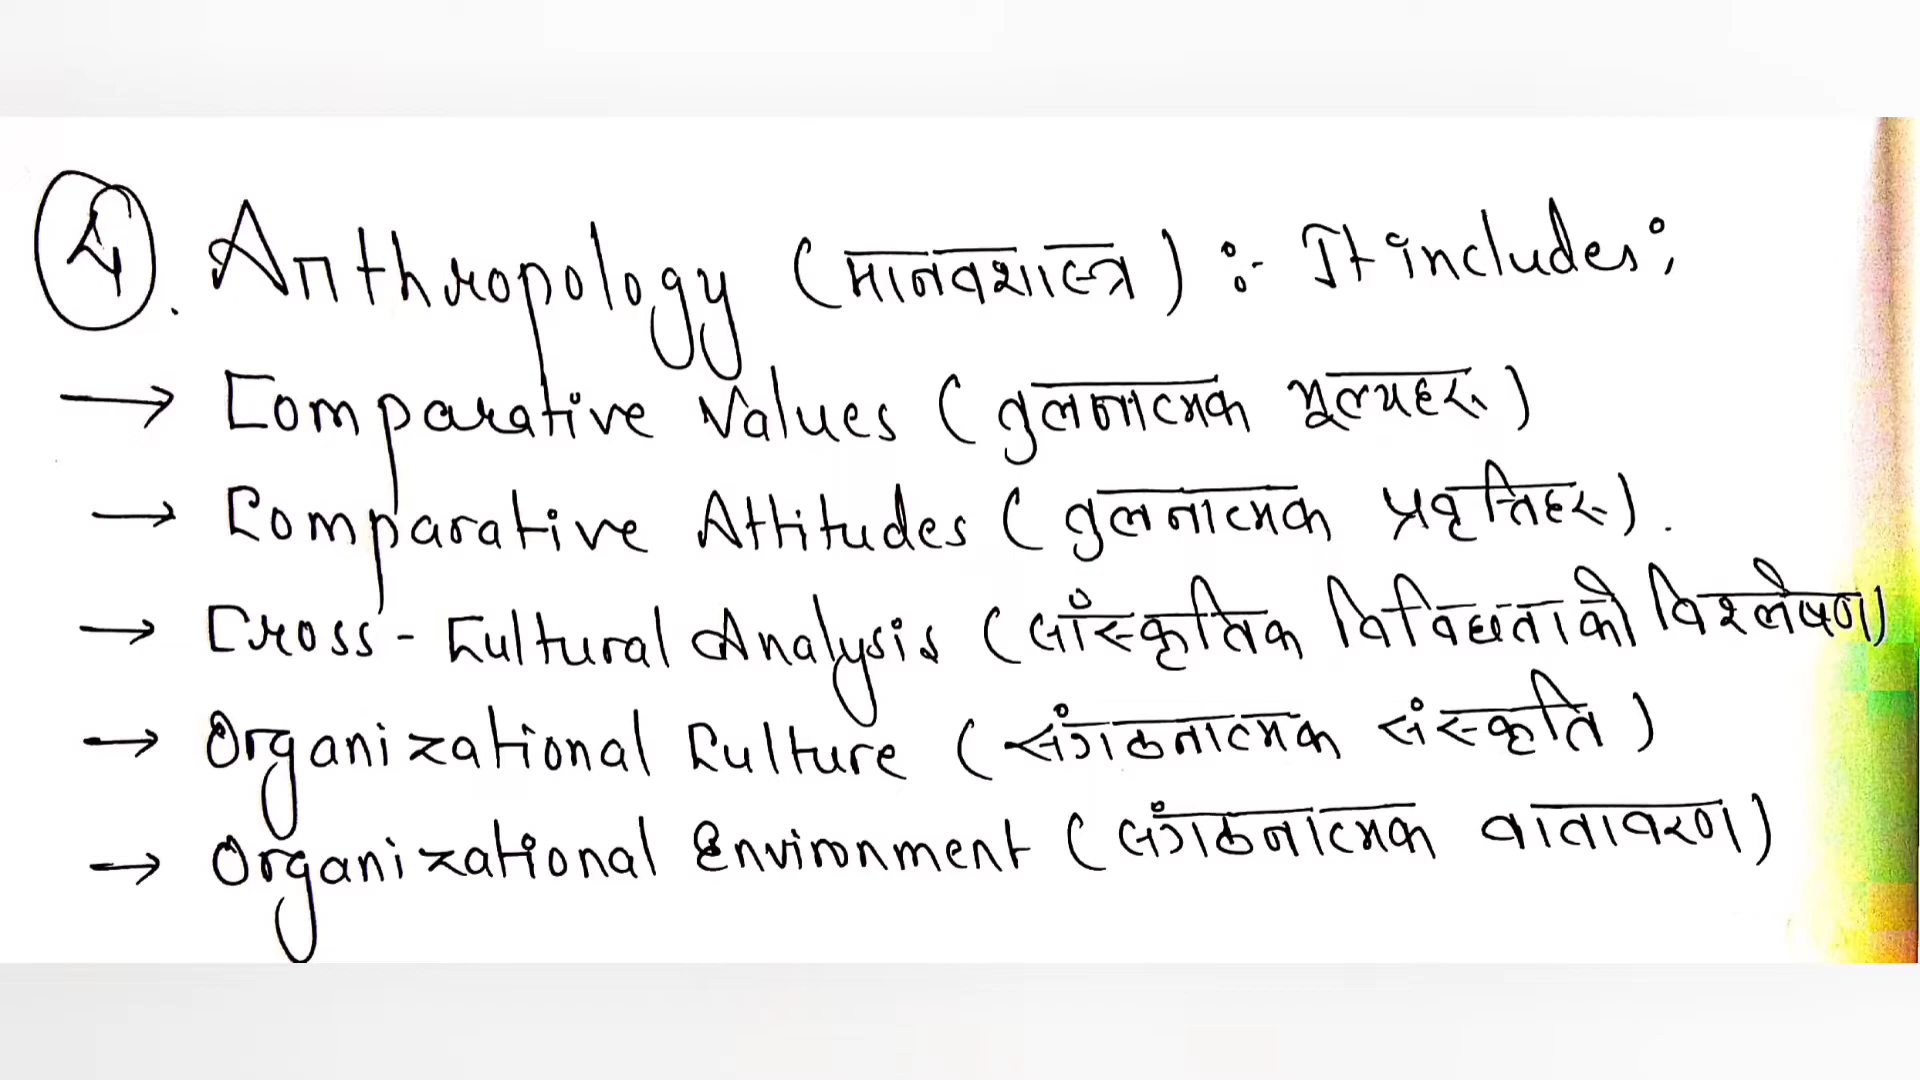 ४. Anthropology (मानवशास्त्र) :- It includes;
→ Comparative Values (तुलनात्मक मूल्यहरू)
→ Comparative Attitudes (तुलनात्मक प्रवृत्तिहरू).
→ Cross-Cultural Analysis (सांस्कृतिक विविधताको विश्लेषण)
→ Organizational Culture (संगठनात्मक संस्कृति)
→ Organizational Environment (संगठनात्मक वातावरण)